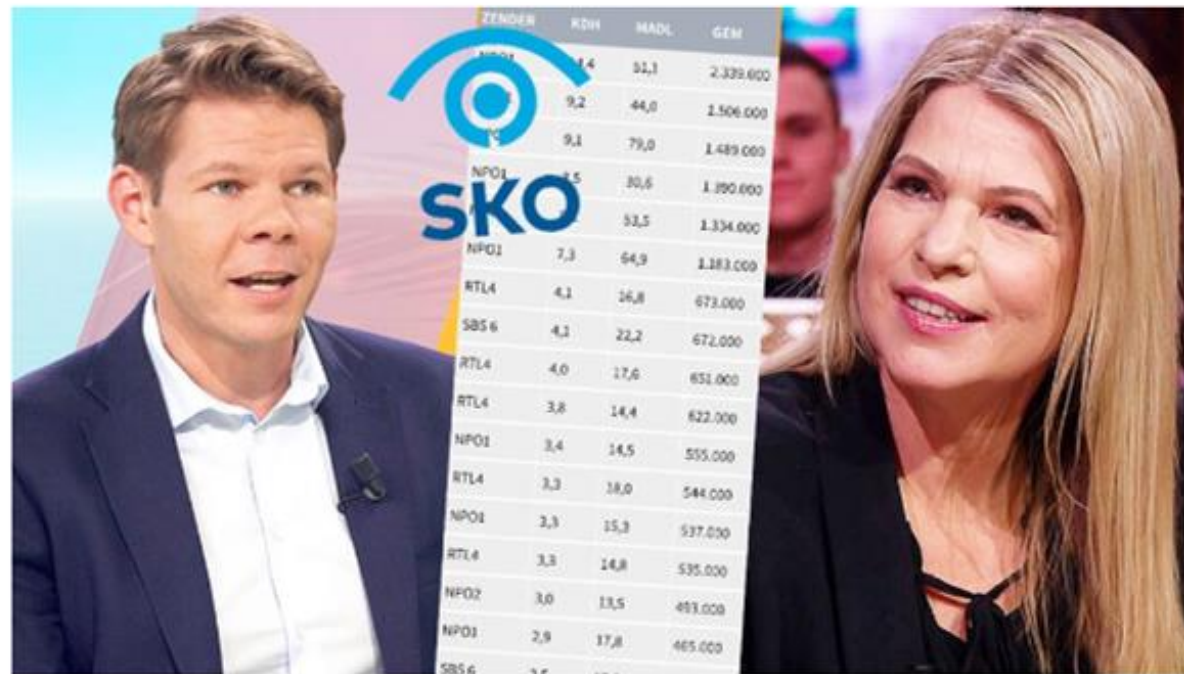 ZENDER KDH MADL GEM
51,1 2.339.600
9,2 44,0 1.506.000
9,1 79,0 1.489.000
NPO1 30,6 1.390.000
53,5 1.334.000
SKO
NPO1 7,3 64,9 1.183.000
RTL4 4,1 16,8 673.000
SBS 6 4,1 22,2 672.000
RTL4 4,0 17,6 651.000
RTL4 3,8 14,4 622.000
NPO1 3,4 14,5 555.000
RTL4 3,3 18,0 544.000
NPO1 3,3 15,3 537.000
RTL4 3,3 14,8 535.000
NPO2 3,0 13,5 493.000
NPO1 2,9 17,8 465.000
SBS 6